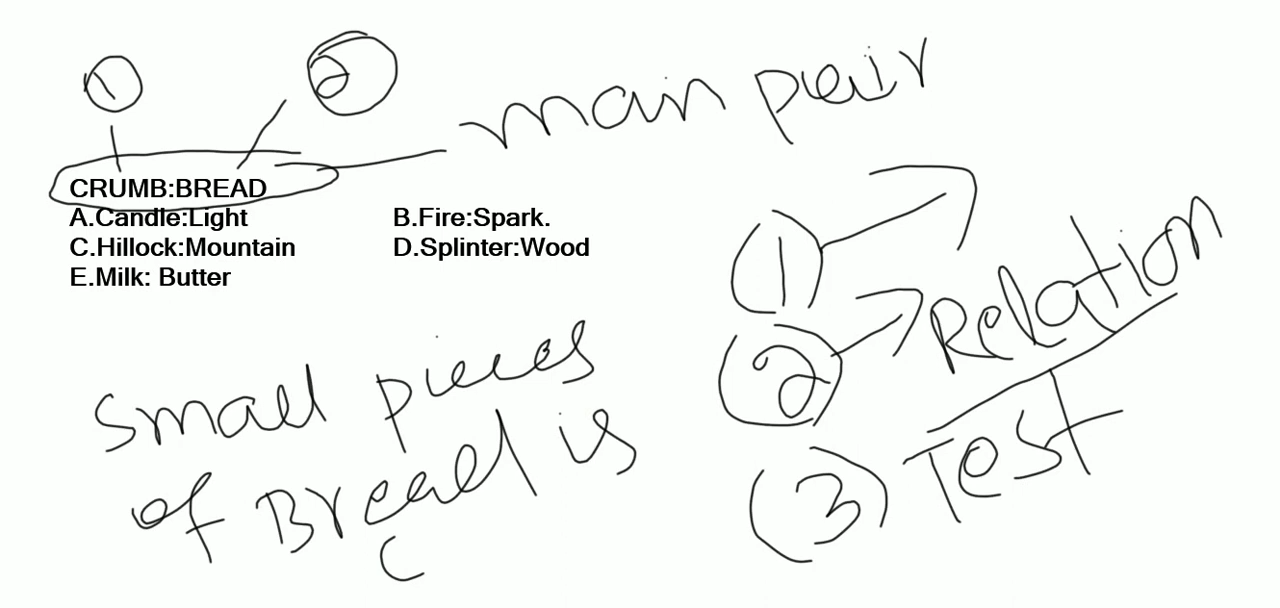 1 2
main pair
CRUMB:BREAD
A.Candle:Light B.Fire:Spark.
C.Hillock:Mountain D.Splinter:Wood
E.Milk: Butter
1
2 Relation
(3) Test
Small pieces
of Bread is
C